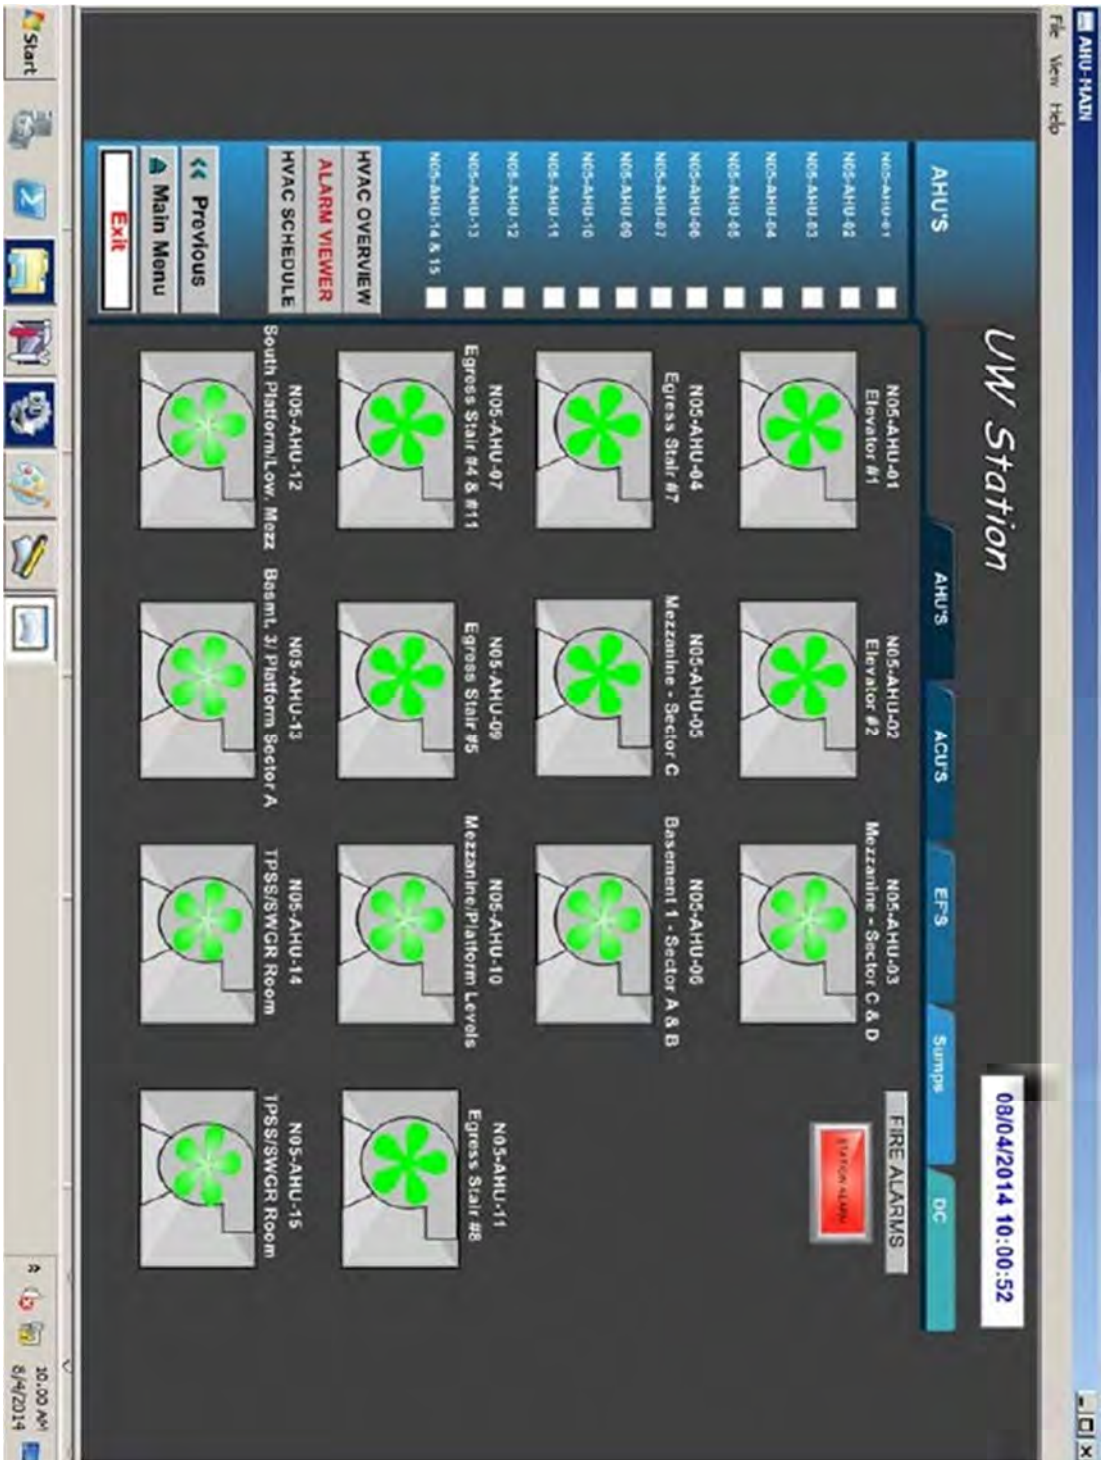 AHU-MAIN
File View Help
UW Station
08/04/2014 10:00:52
AHU'S
AHU'S
ACU'S
EF'S
Sumps
DC
N05-AHU-01
N05-AHU-02
N05-AHU-03
N05-AHU-04
N05-AHU-05
N05-AHU-06
N05-AHU-07
N05-AHU-09
N05-AHU-10
N05-AHU-11
N05-AHU-12
N05-AHU-13
N05-AHU-14 & 15
HVAC OVERVIEW
ALARM VIEWER
HVAC SCHEDULE
<< Previous
Main Menu
Exit
N05-AHU-01
Elevator #1
N05-AHU-02
Elevator #2
N05-AHU-03
Mezzanine - Sector C & D
FIRE ALARMS
STATION ALARM
N05-AHU-04
Egress Stair #7
N05-AHU-05
Mezzanine - Sector C
N05-AHU-06
Basement 1 - Sector A & B
N05-AHU-07
Egress Stair #4 & #11
N05-AHU-09
Egress Stair #5
N05-AHU-10
Mezzanine/Platform Levels
N05-AHU-11
Egress Stair #8
N05-AHU-12
South Platform/Low. Mezz
N05-AHU-13
Basmt. 3/ Platform Sector A
N05-AHU-14
TPSS/SWGR Room
N05-AHU-15
TPSS/SWGR Room
Start
10:00 AM
8/4/2014